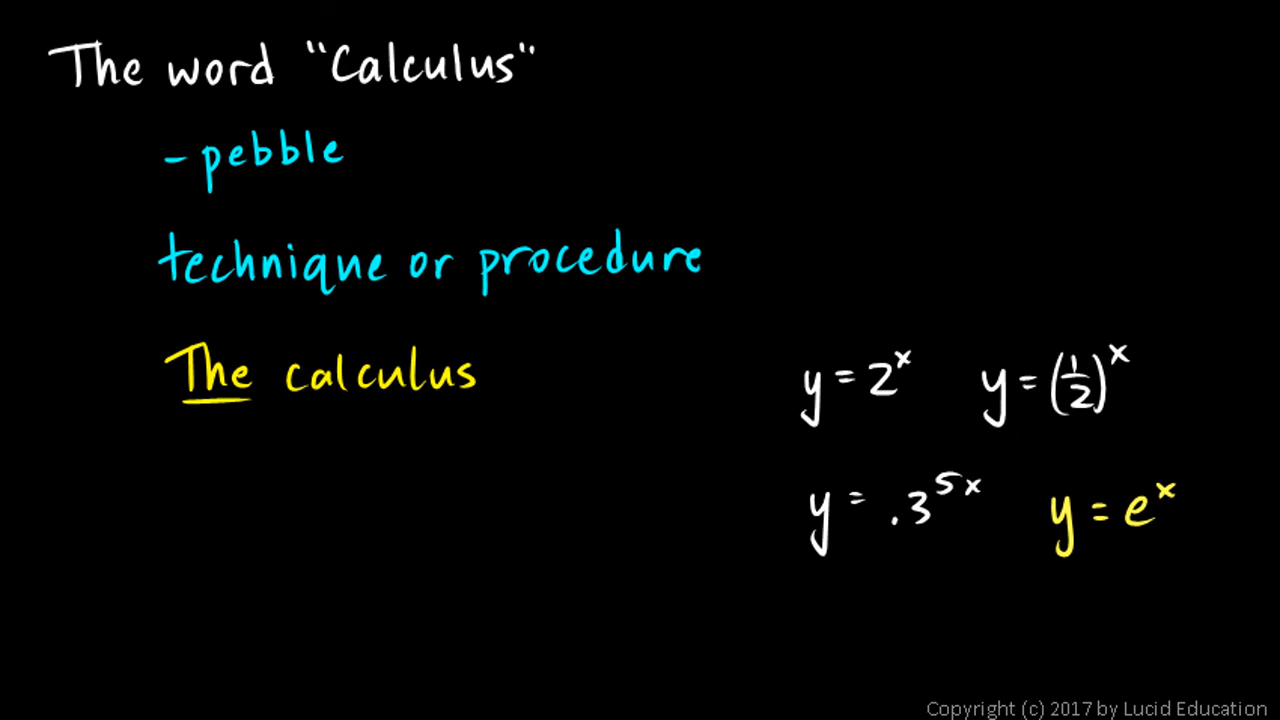 The word "Calculus"
- pebble
technique or procedure
The calculus
y = 2^x y = (1/2)^x
y = .3^5x y = e^x
Copyright (c) 2017 by Lucid Education